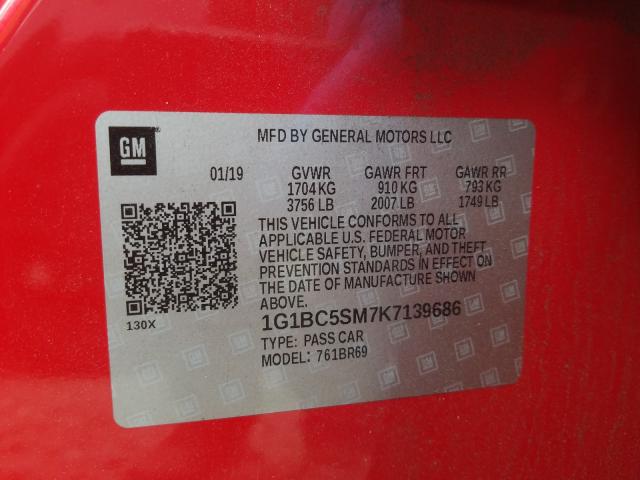 GM
MFD BY GENERAL MOTORS LLC
01/19 GVWR GAWR FRT GAWR RR
1704 KG 910 KG 793 KG
3756 LB 2007 LB 1749 LB
THIS VEHICLE CONFORMS TO ALL
APPLICABLE U.S. FEDERAL MOTOR
VEHICLE SAFETY, BUMPER, AND THEFT
PREVENTION STANDARDS IN EFFECT ON
THE DATE OF MANUFACTURE SHOWN
ABOVE.
130X
1G1BC5SM7K7139686
TYPE: PASS CAR
MODEL: 761BR69